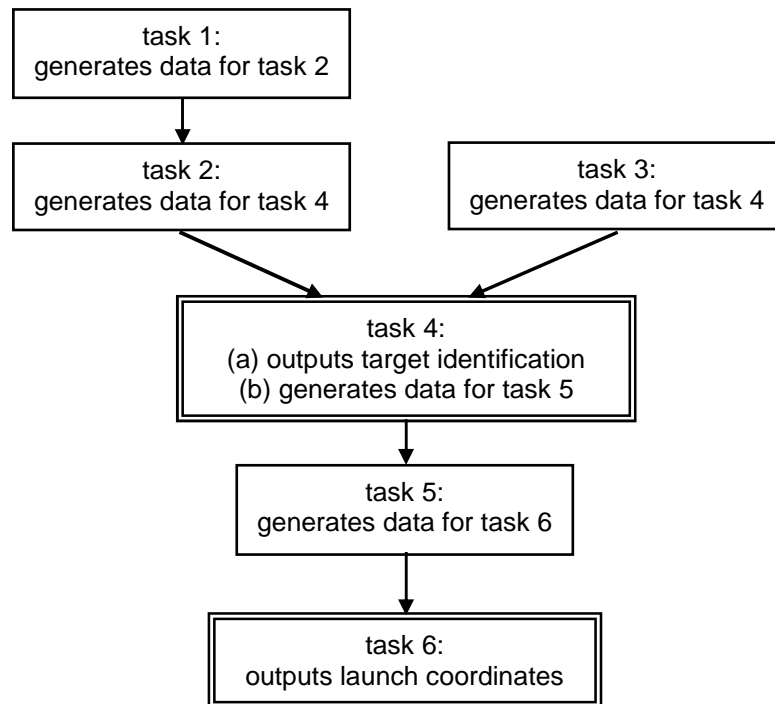 task 1:
generates data for task 2
task 2:
generates data for task 4
task 3:
generates data for task 4
task 4:
(a) outputs target identification
(b) generates data for task 5
task 5:
generates data for task 6
task 6:
outputs launch coordinates